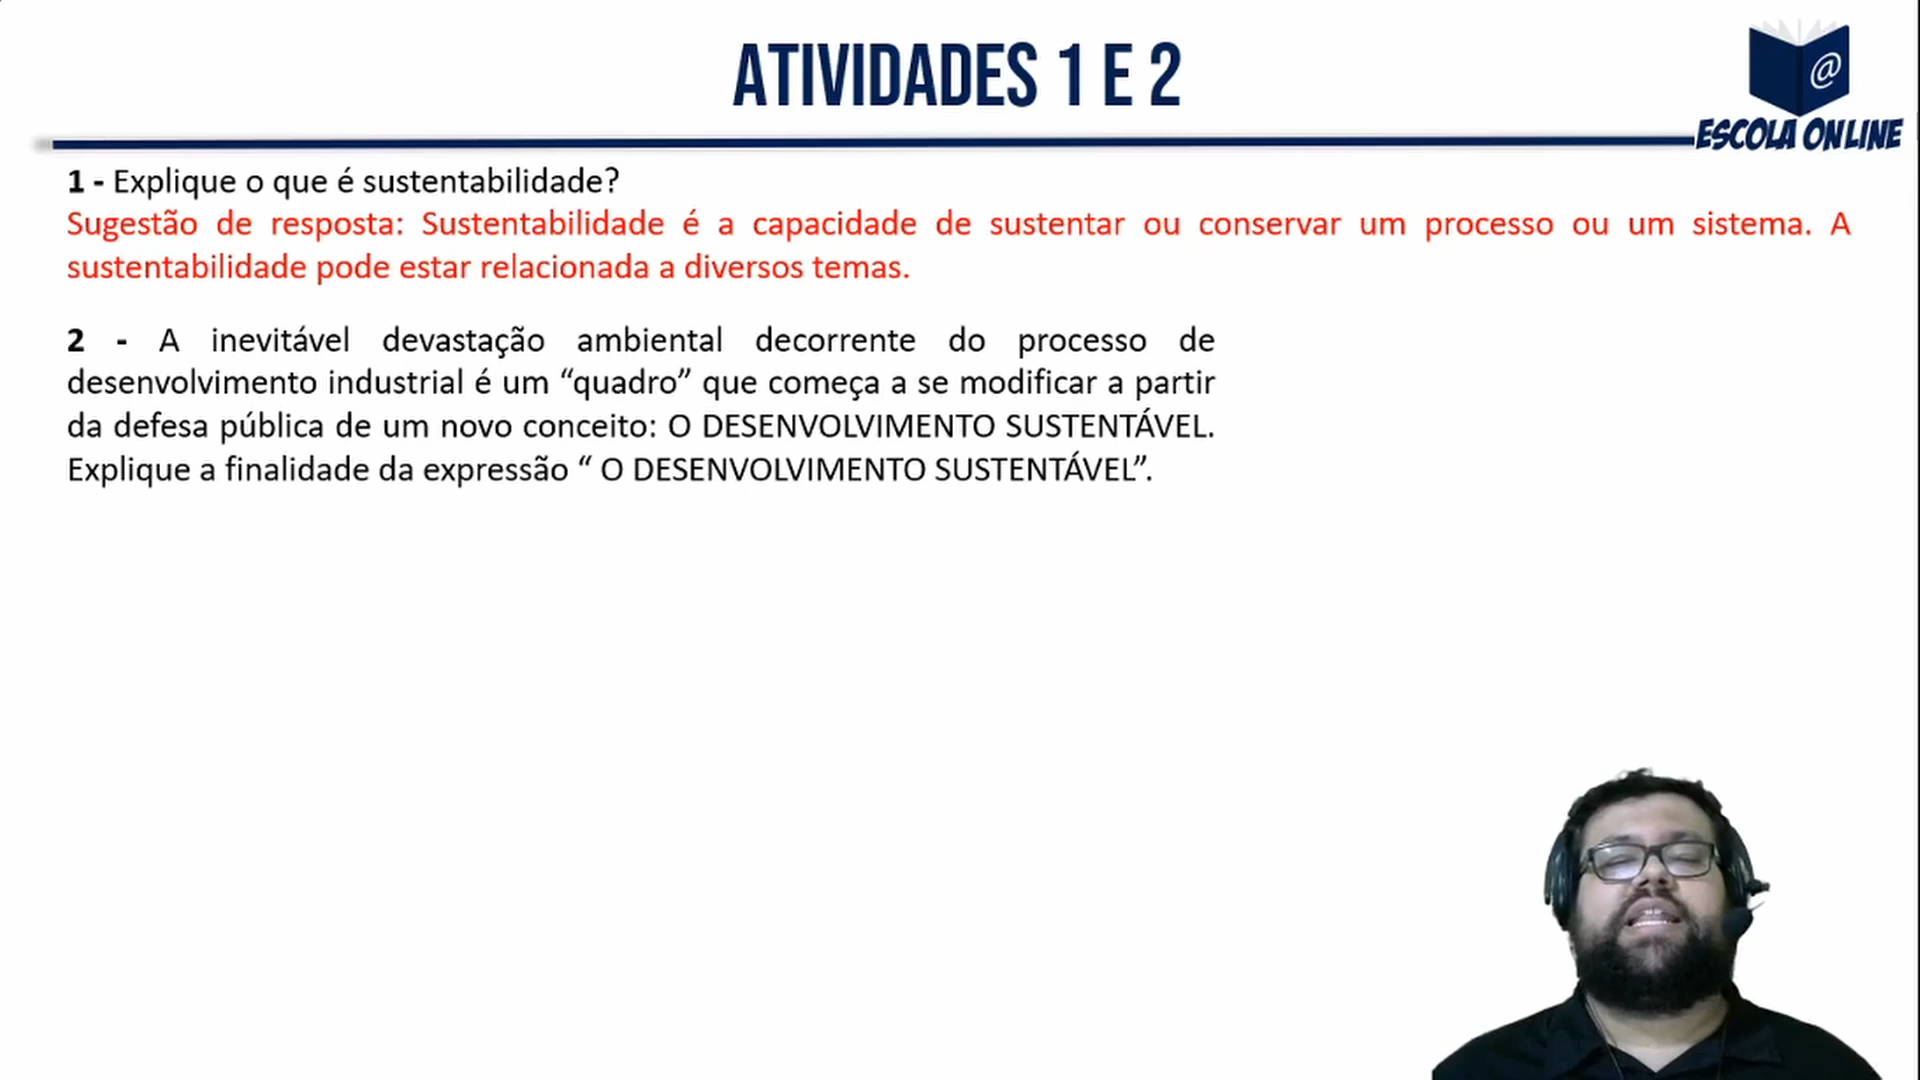 ATIVIDADES 1 E 2
@
ESCOLA ONLINE
1 - Explique o que é sustentabilidade?
Sugestão de resposta: Sustentabilidade é a capacidade de sustentar ou conservar um processo ou um sistema. A
sustentabilidade pode estar relacionada a diversos temas.
2 - A inevitável devastação ambiental decorrente do processo de
desenvolvimento industrial é um “quadro” que começa a se modificar a partir
da defesa pública de um novo conceito: O DESENVOLVIMENTO SUSTENTÁVEL.
Explique a finalidade da expressão “ O DESENVOLVIMENTO SUSTENTÁVEL”.